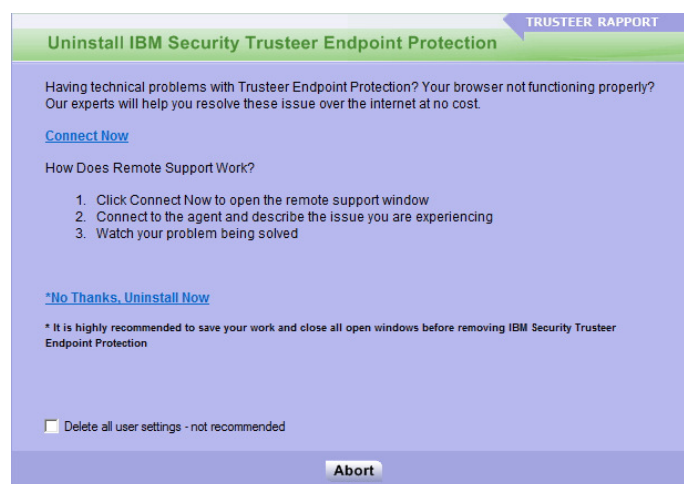 TRUSTEER RAPPORT
Uninstall IBM Security Trusteer Endpoint Protection
Having technical problems with Trusteer Endpoint Protection? Your browser not functioning properly?
Our experts will help you resolve these issue over the internet at no cost.
Connect Now
How Does Remote Support Work?
1. Click Connect Now to open the remote support window
2. Connect to the agent and describe the issue you are experiencing
3. Watch your problem being solved
*No Thanks, Uninstall Now
* It is highly recommended to save your work and close all open windows before removing IBM Security Trusteer
Endpoint Protection
Delete all user settings - not recommended
Abort